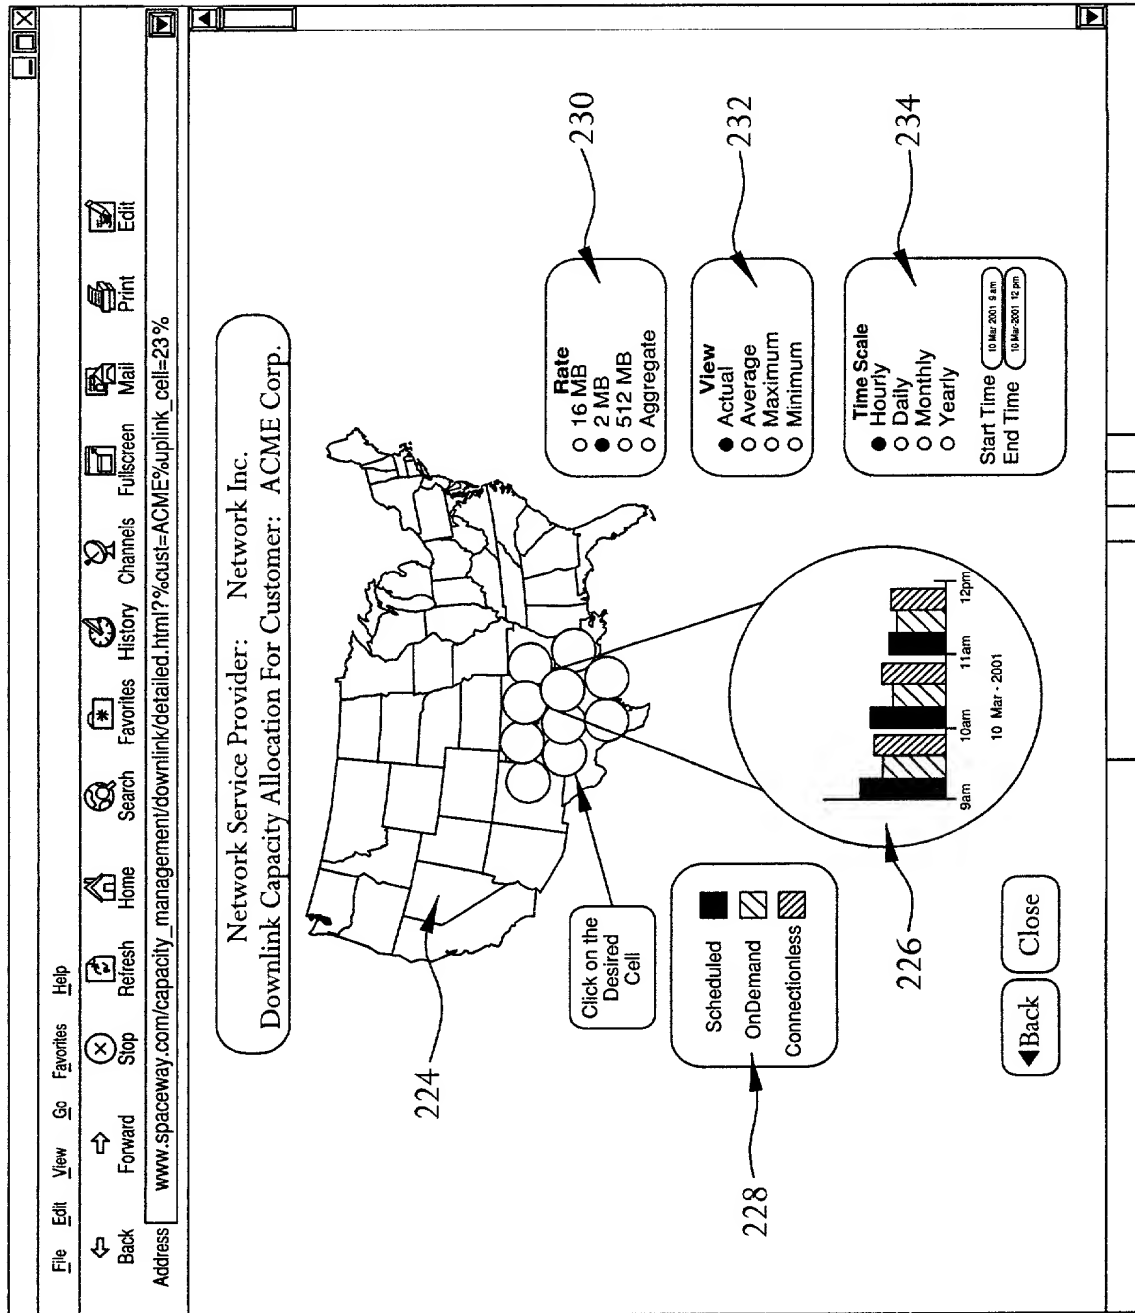 File Edit View Go Favorites Help
Back Forward Stop Refresh Home Search Favorites History Channels Fullscreen Mail Print Edit
Address www.spaceway.com/capacity_management/downlink/detailed.html?%cust=ACME%uplink_cell=23%
Network Service Provider: Network Inc.
Downlink Capacity Allocation For Customer: ACME Corp.
224
Click on the
Desired
Cell
Rate
16 MB
2 MB
512 MB
Aggregate
230
View
Actual
Average
Maximum
Minimum
232
Time Scale
Hourly
Daily
Monthly
Yearly
Start Time 10 Mar 2001 9 am
End Time 10 Mar-2001 12 pm
234
Scheduled
OnDemand
Connectionless
228
9am 10am 11am 12pm
10 Mar - 2001
226
Back Close